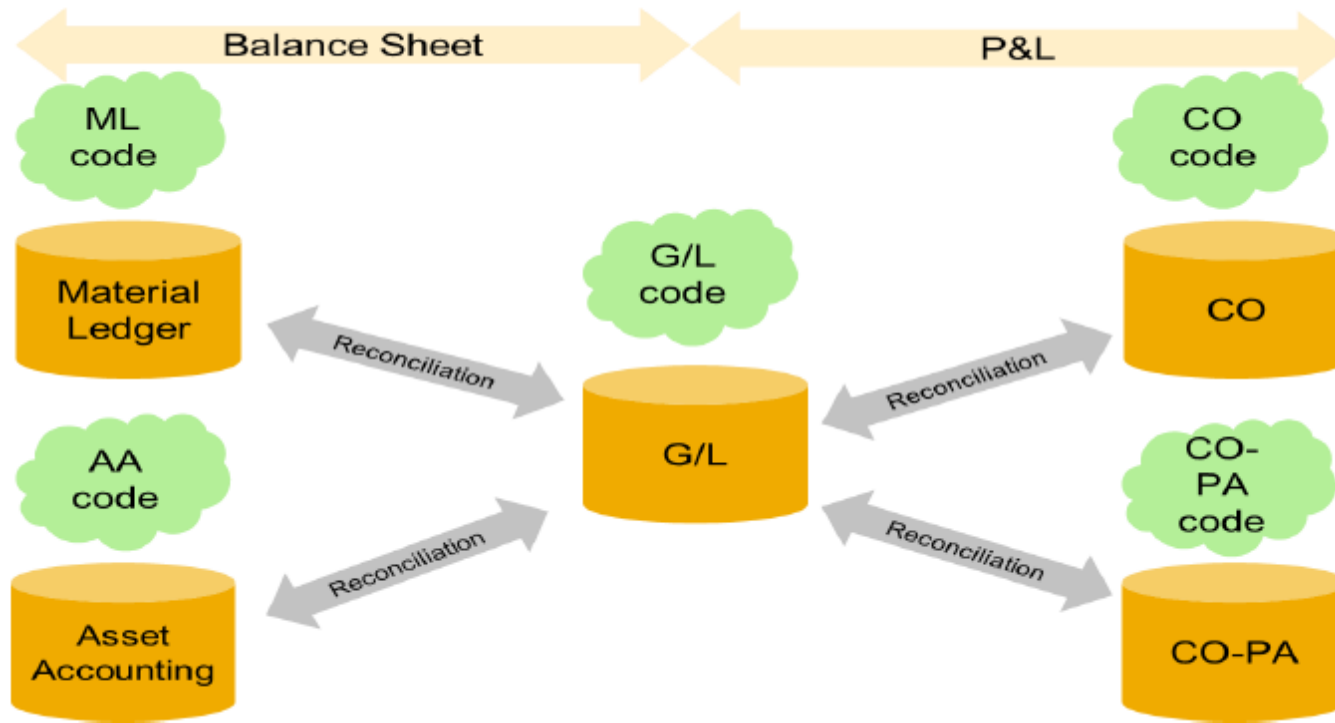 Balance Sheet
P&L
ML
code
CO
code
G/L
code
Material
Ledger
CO
Reconciliation
Reconciliation
AA
code
G/L
CO-
PA
code
Reconciliation
Reconciliation
Asset
Accounting
CO-PA